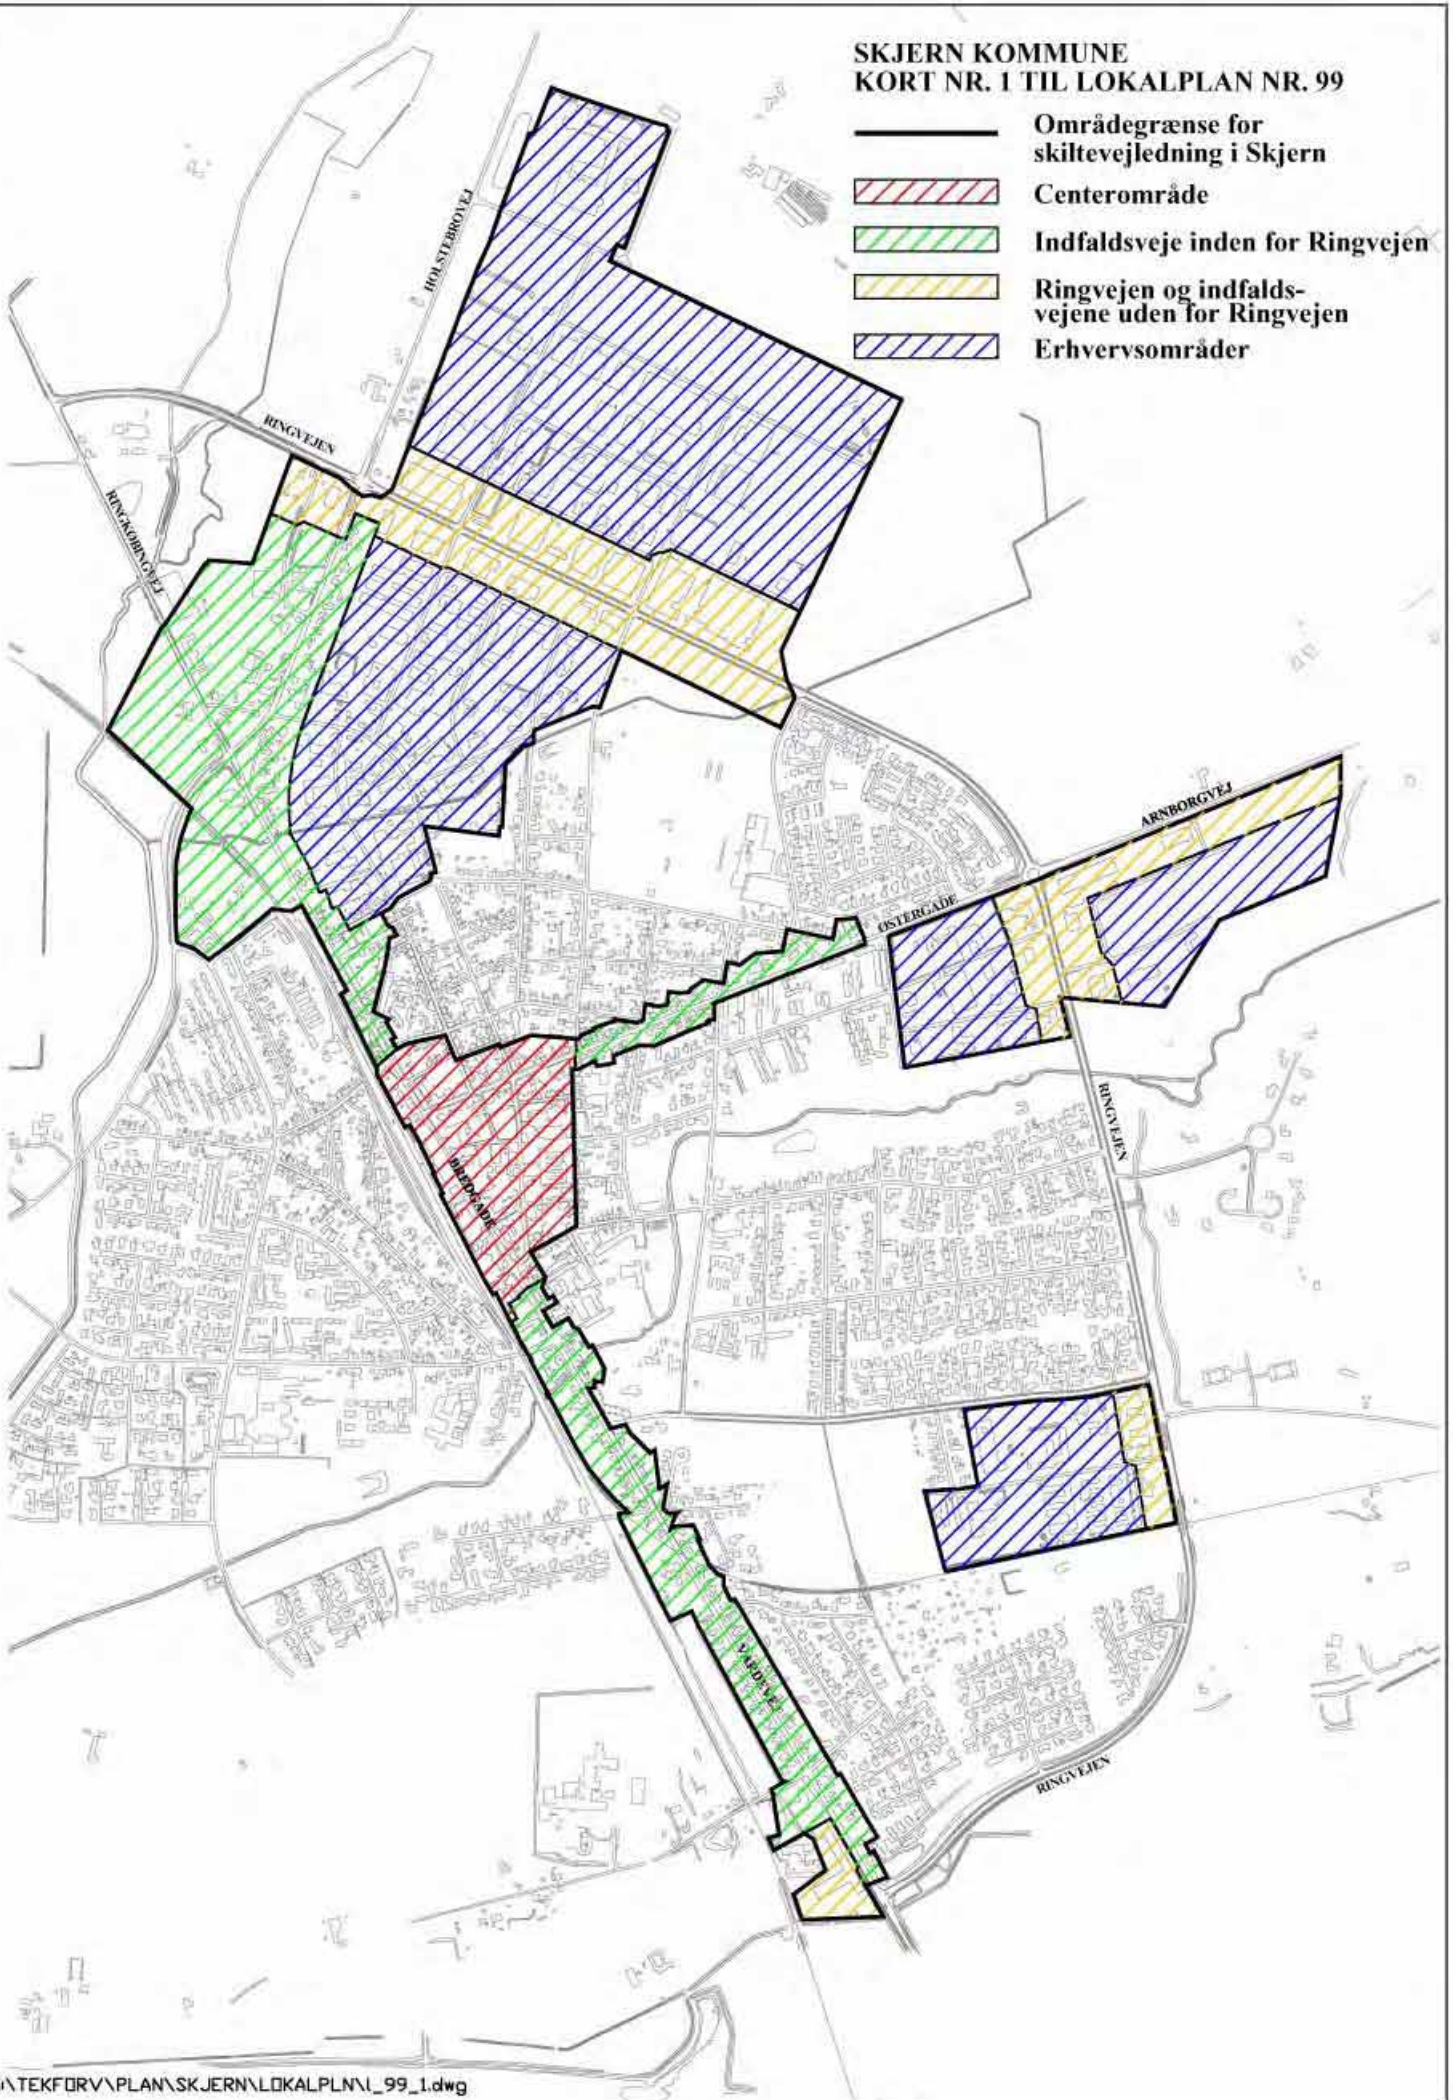 SKJERN KOMMUNE
KORT NR. 1 TIL LOKALPLAN NR. 99
Områdegrænse for
skiltevejledning i Skjern
Centerområde
Indfaldsveje inden for Ringvejen
Ringvejen og indfalds-
vejene uden for Ringvejen
Erhvervsområder
HOLSTEBROVEJ
RINGVEJEN
RINGKØBINGVEJ
ARNBORGVEJ
ØSTERGADE
RINGVEJEN
BREDGADE
VARDEVEJ
RINGVEJEN
\TEKFORV\PLAN\SKJERN\LOKALPLN\L_99_1.dwg